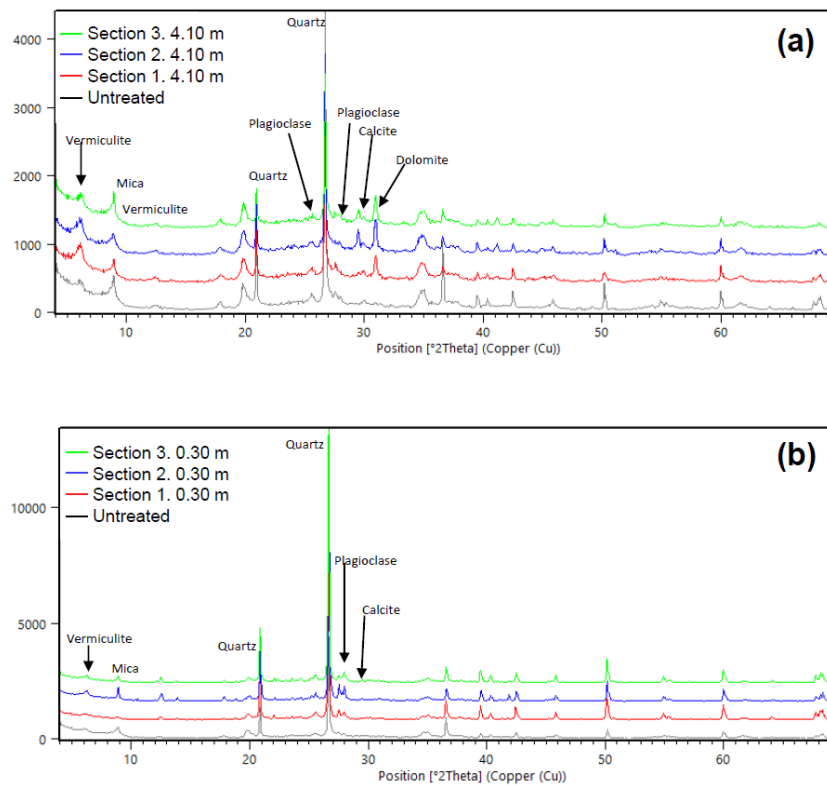 Quartz
(a)
4000
Section 3. 4.10 m
Section 2. 4.10 m
Section 1. 4.10 m
Untreated
3000
Plagioclase
Plagioclase
Vermiculite
Calcite
2000
Dolomite
Mica
Quartz
Vermiculite
1000
0
10 20 30 40 50 60
Position [°2Theta] (Copper (Cu))
Quartz
(b)
Section 3. 0.30 m
Section 2. 0.30 m
Section 1. 0.30 m
Untreated
10000
5000
Plagioclase
Calcite
Vermiculite
Quartz
Mica
0
10 20 30 40 50 60
Position [°2Theta] (Copper (Cu))